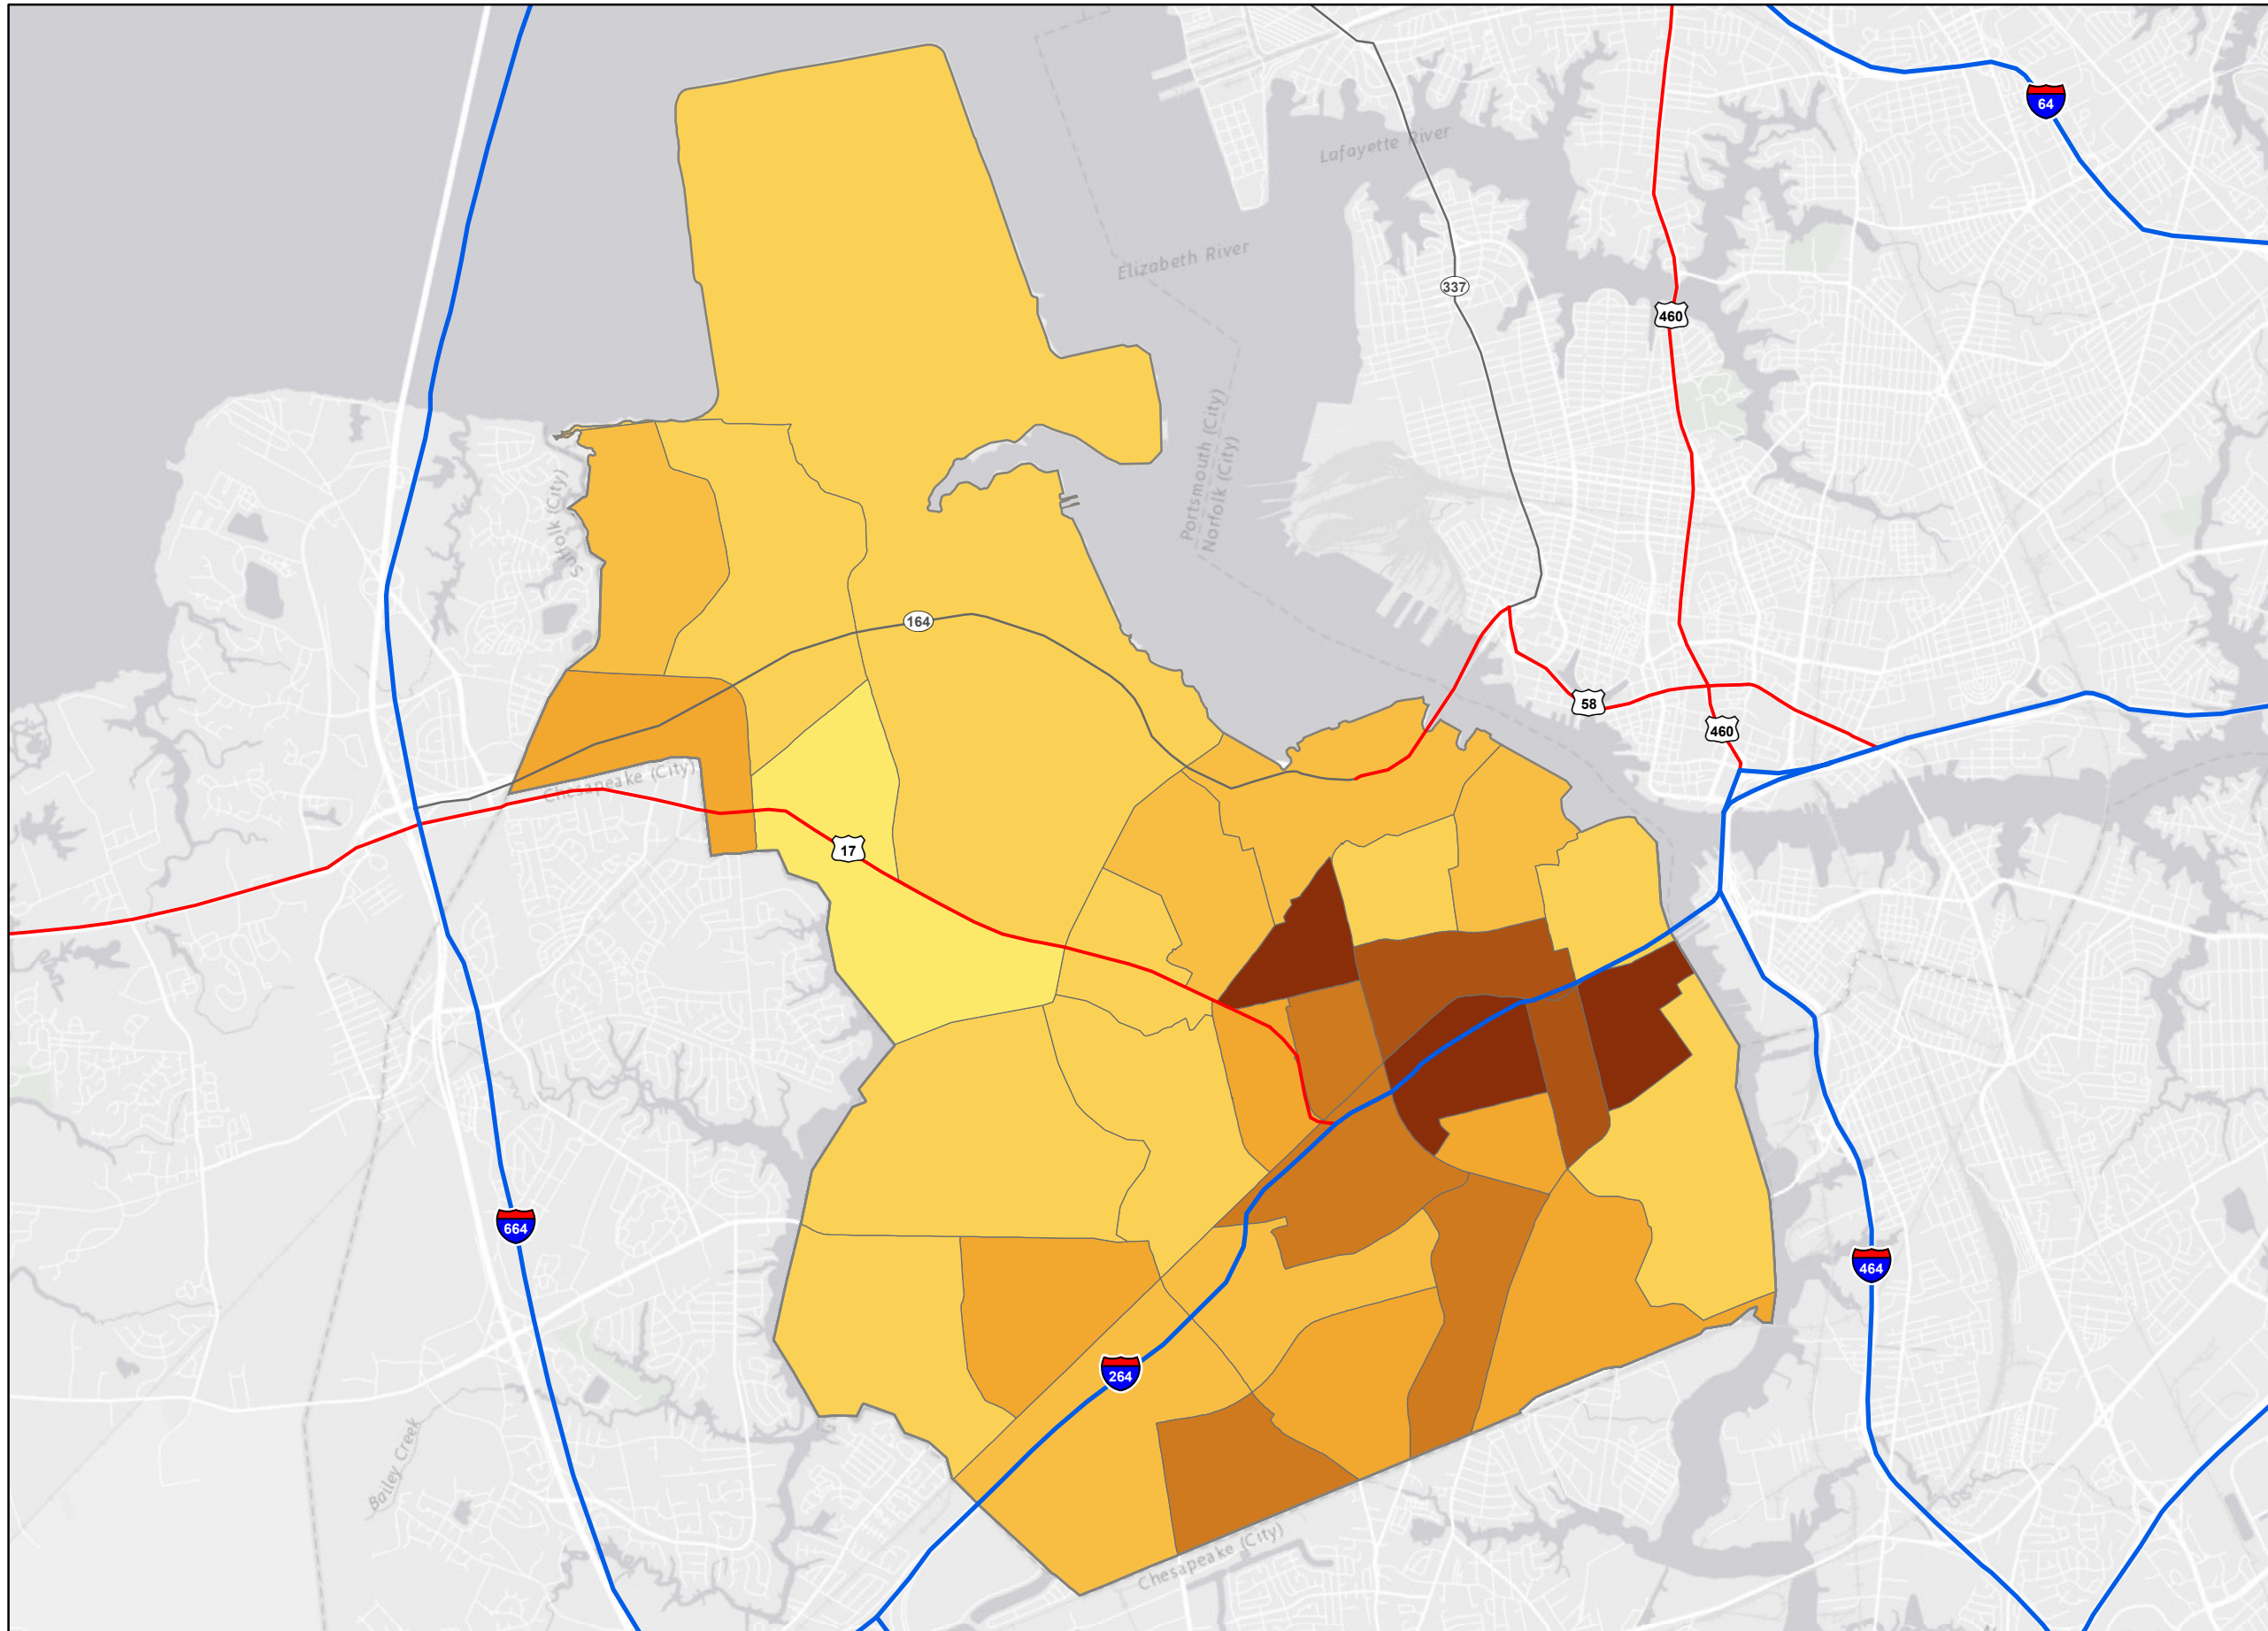 64
Lafayette River
Elizabeth River
337
460
Portsmouth (City)
Norfolk (City)
Suffolk (City)
164
58
460
Chesapeake (City)
17
664
464
264
Bailey Creek
Chesapeake (City)